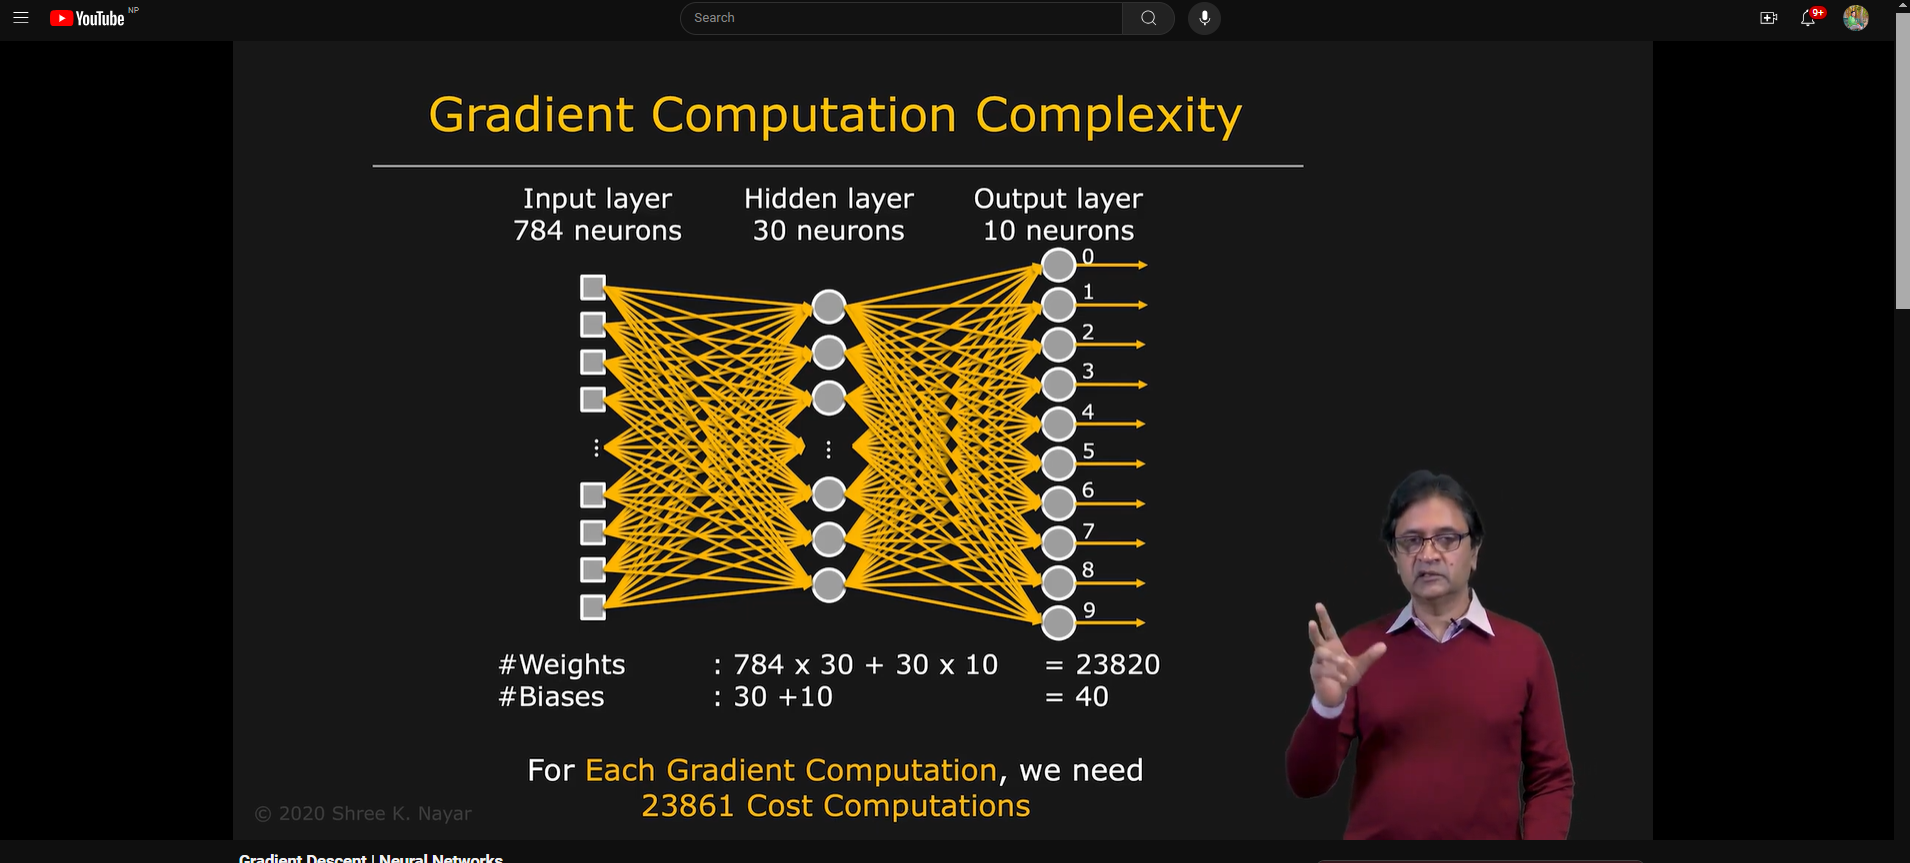 YouTube NP
Search
9+
Gradient Computation Complexity
Input layer
784 neurons
Hidden layer
30 neurons
Output layer
10 neurons
0
1
2
3
4
5
6
7
8
9
#Weights : 784 x 30 + 30 x 10 = 23820
#Biases : 30 +10 = 40
For Each Gradient Computation, we need
23861 Cost Computations
© 2020 Shree K. Nayar
Gradient Descent | Neural Networks